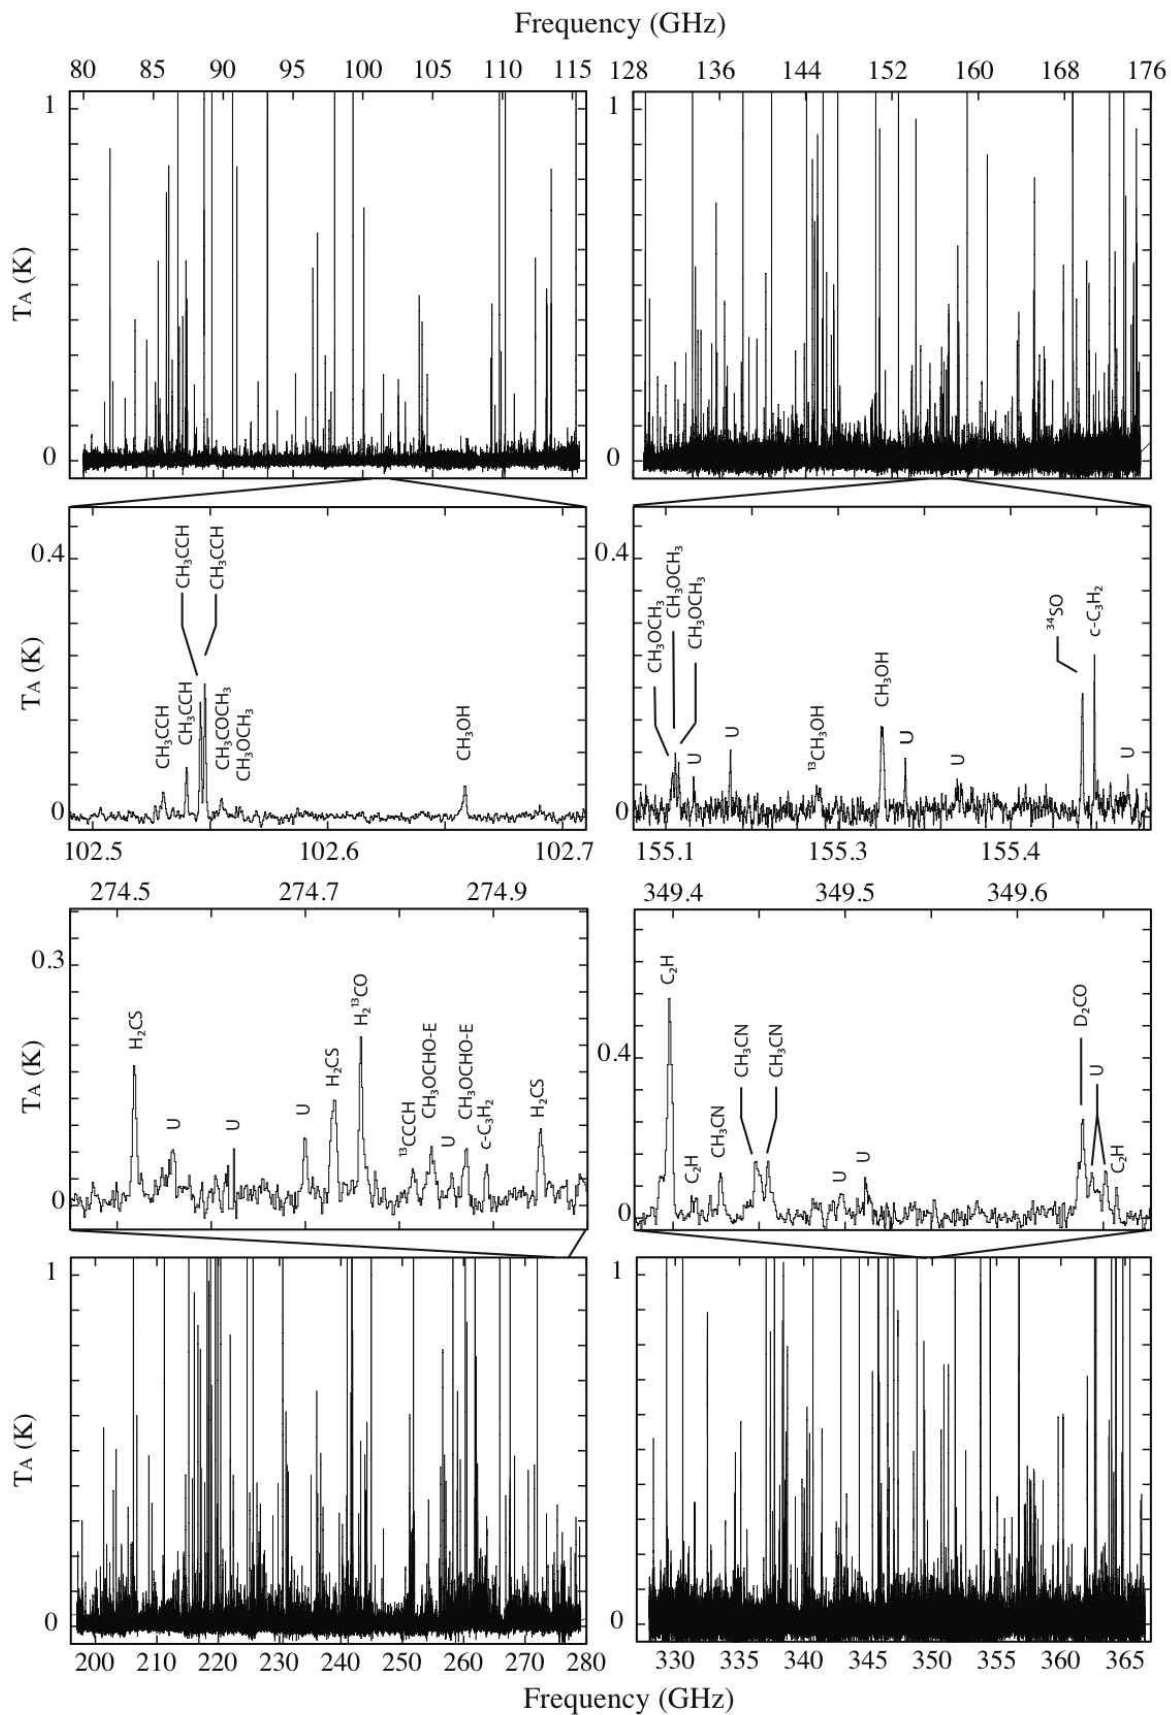 Frequency (GHz)
80 85 90 95 100 105 110 115
128 136 144 152 160 168 176
1
0
TA (K)
1
0
0.4
0
TA (K)
CH₃CCH
CH₃CCH
CH₃CCH
CH₃CCH
CH₃COCH₃
CH₃OCH₃
CH₃OH
102.5 102.6 102.7
0.4
0
CH₃OCH₃
CH₃OCH₃
CH₃OCH₃
U
U
¹³CH₃OH
CH₃OH
U
U
³⁴SO
c-C₃H₂
U
155.1 155.3 155.4
274.5 274.7 274.9
0.3
0
TA (K)
H₂CS
U
U
U
H₂CS
H₂¹³CO
¹³CCCH
CH₃OCHO-E
U
CH₃OCHO-E
c-C₃H₂
H₂CS
349.4 349.5 349.6
0.4
0
C₂H
C₂H
CH₃CN
CH₃CN
CH₃CN
U
U
D₂CO
U
C₂H
1
0
TA (K)
200 210 220 230 240 250 260 270 280
1
0
330 335 340 345 350 355 360 365
Frequency (GHz)